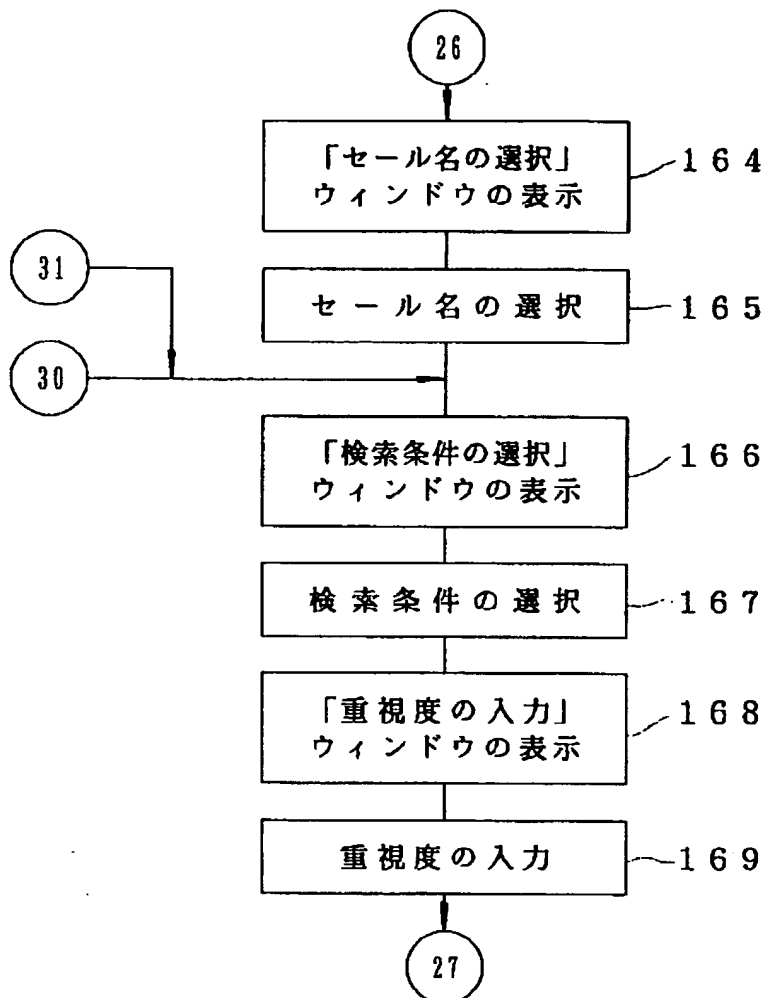 26
「セール名の選択」
ウィンドウの表示
164
31
セール名の選択
165
30
「検索条件の選択」
ウィンドウの表示
166
検索条件の選択
167
「重視度の入力」
ウィンドウの表示
168
重視度の入力
169
27